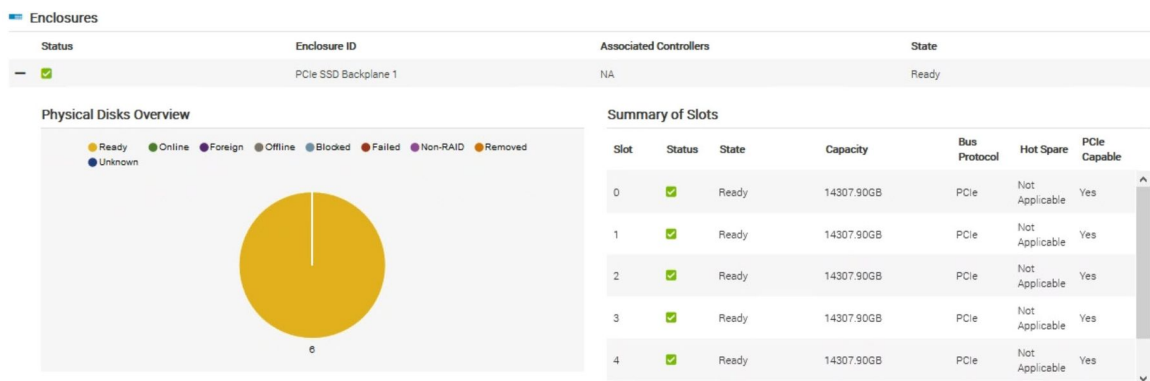 Enclosures
Status Enclosure ID Associated Controllers State
PCIe SSD Backplane 1 NA Ready
Physical Disks Overview
Ready Online Foreign Offline Blocked Failed Non-RAID Removed
Unknown
6
Summary of Slots
Slot Status State Capacity Bus Protocol Hot Spare PCIe Capable
0 Ready 14307.90GB PCIe Not Applicable Yes
1 Ready 14307.90GB PCIe Not Applicable Yes
2 Ready 14307.90GB PCIe Not Applicable Yes
3 Ready 14307.90GB PCIe Not Applicable Yes
4 Ready 14307.90GB PCIe Not Applicable Yes